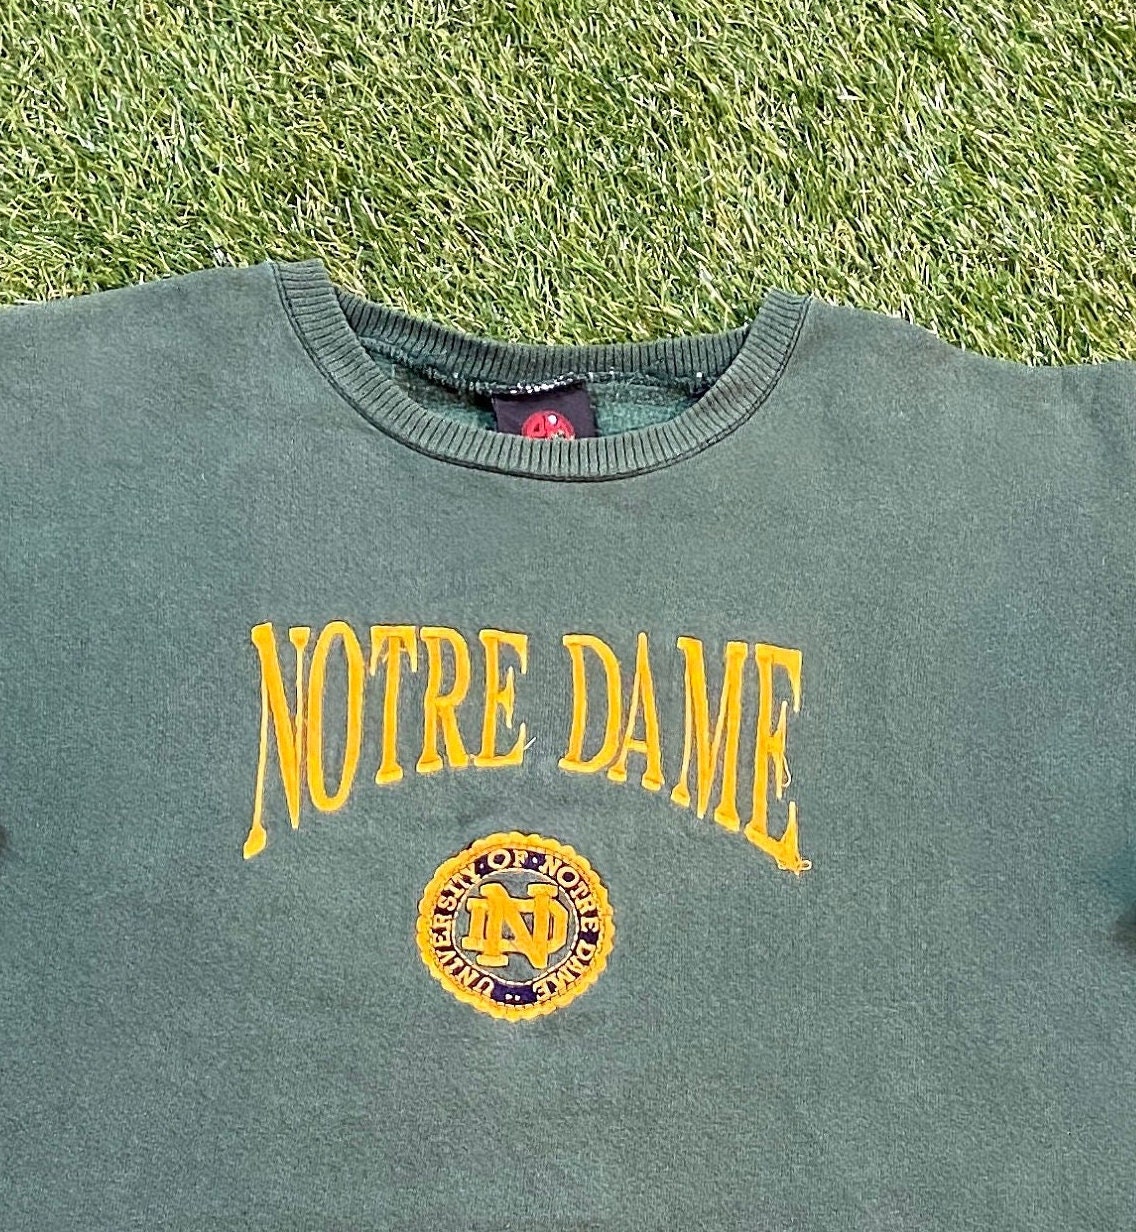 NOTRE DAME
UNIVERSITY · OF · NOTRE DAME ··
ND